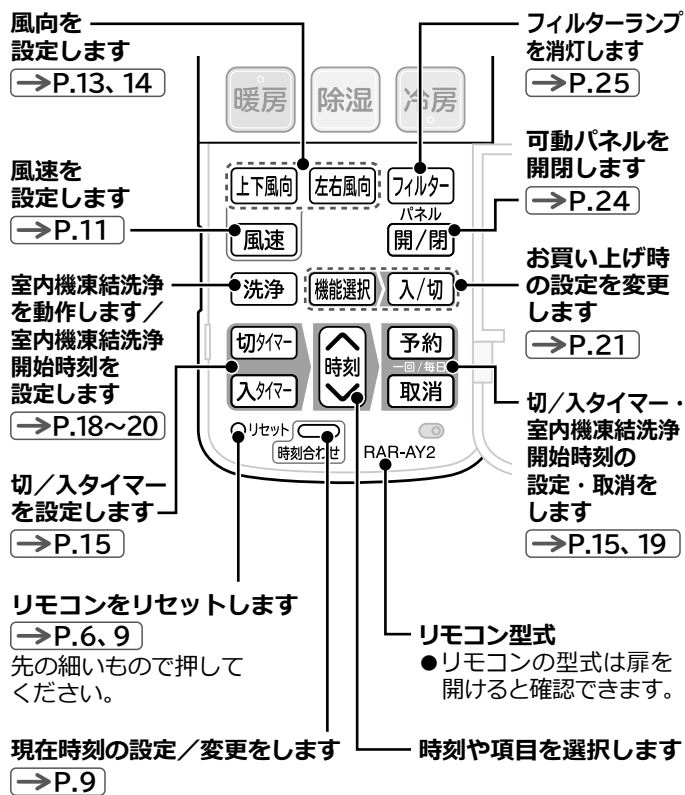 風向を
設定します
→P.13、14
風速を
設定します
→P.11
室内機凍結洗浄
を動作します／
室内機凍結洗浄
開始時刻を
設定します
→P.18～20
切／入タイマー
を設定します
→P.15
リモコンをリセットします
→P.6、9
先の細いもので押して
ください。
現在時刻の設定／変更をします
→P.9
暖房 除湿 冷房
上下風向 左右風向 フィルター
パネル
風速 開/閉
洗浄 機能選択 入/切
切タイマー 時刻 予約
一回/毎日
入タイマー 取消
リセット
時刻合わせ RAR-AY2
フィルターランプ
を消灯します
→P.25
可動パネルを
開閉します
→P.24
お買い上げ時
の設定を変更
します
→P.21
切／入タイマー・
室内機凍結洗浄
開始時刻の
設定・取消を
します
→P.15、19
リモコン型式
●リモコンの型式は扉を
開けると確認できます。
時刻や項目を選択します